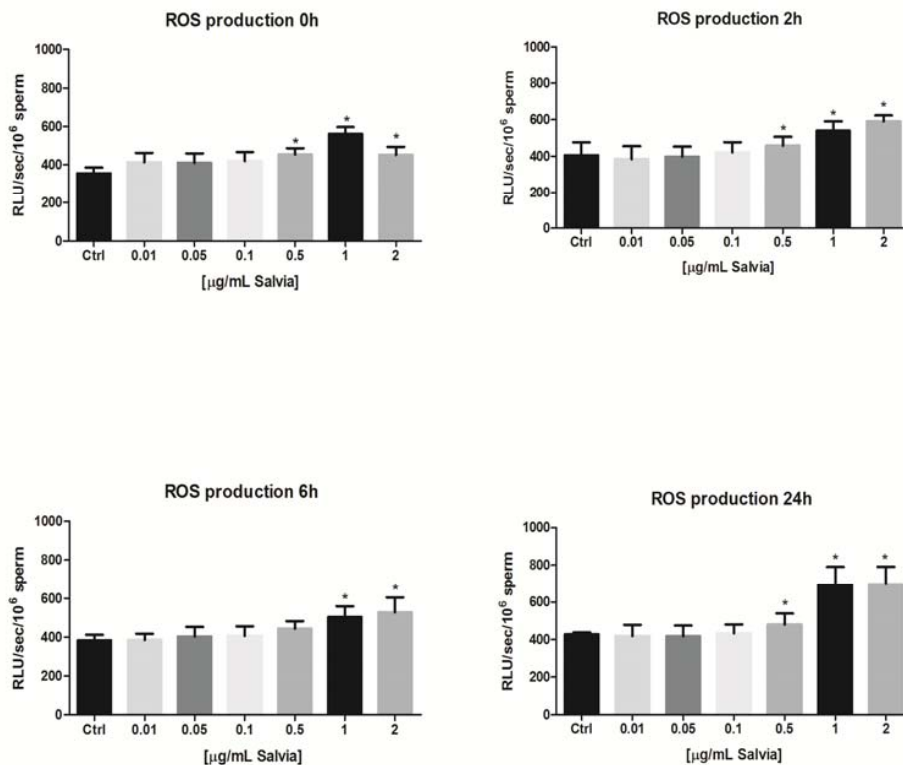 ROS production 0h
RLU/sec/10⁶ sperm
1000
800
600
400
200
0
* * *
Ctrl 0.01 0.05 0.1 0.5 1 2
[µg/mL Salvia]
ROS production 2h
RLU/sec/10⁶ sperm
1000
800
600
400
200
0
* * *
Ctrl 0.01 0.05 0.1 0.5 1 2
[µg/mL Salvia]
ROS production 6h
RLU/sec/10⁶ sperm
1000
800
600
400
200
0
* *
Ctrl 0.01 0.05 0.1 0.5 1 2
[µg/mL Salvia]
ROS production 24h
RLU/sec/10⁶ sperm
1000
800
600
400
200
0
* * *
Ctrl 0.01 0.05 0.1 0.5 1 2
[µg/mL Salvia]